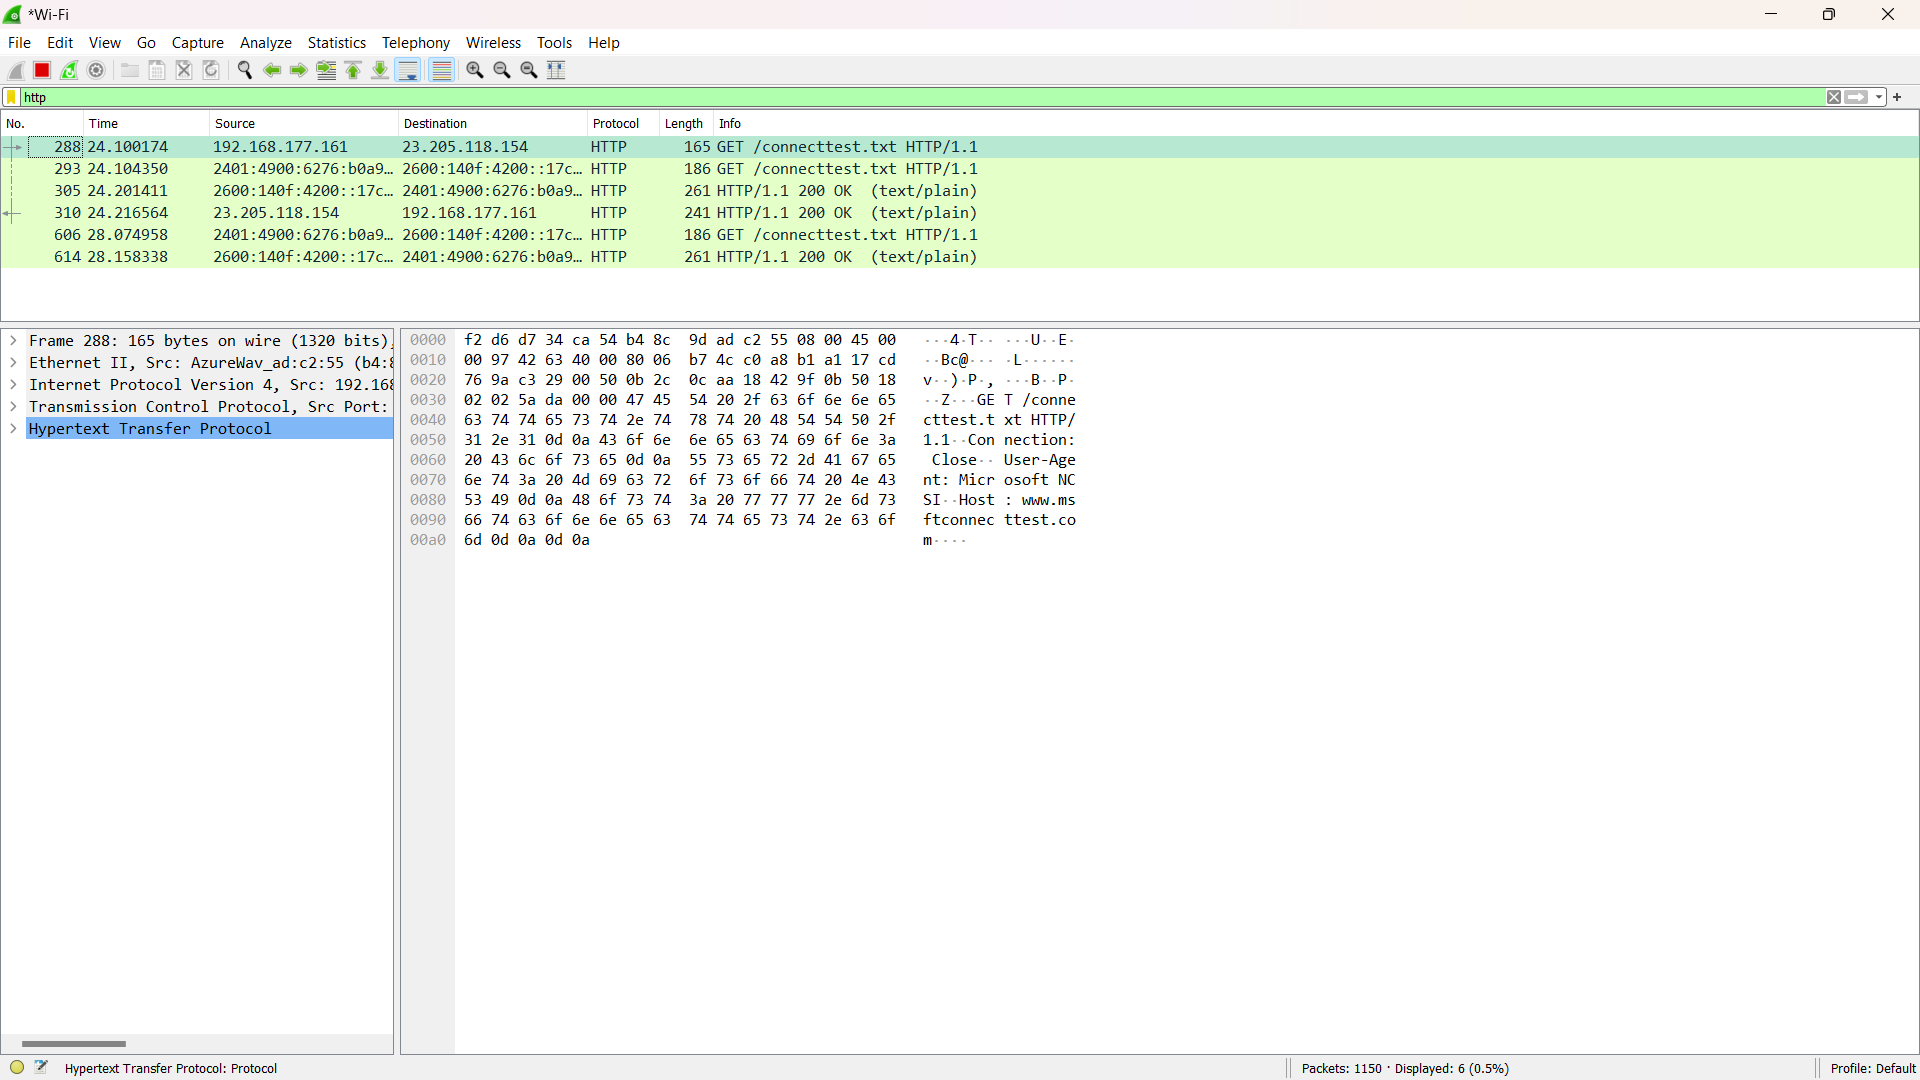 *Wi-Fi
File Edit View Go Capture Analyze Statistics Telephony Wireless Tools Help
http
No. Time Source Destination Protocol Length Info
288 24.100174 192.168.177.161 23.205.118.154 HTTP 165 GET /connecttest.txt HTTP/1.1
293 24.104350 2401:4900:6276:b0a9… 2600:140f:4200::17c… HTTP 186 GET /connecttest.txt HTTP/1.1
305 24.201411 2600:140f:4200::17c… 2401:4900:6276:b0a9… HTTP 261 HTTP/1.1 200 OK (text/plain)
310 24.216564 23.205.118.154 192.168.177.161 HTTP 241 HTTP/1.1 200 OK (text/plain)
606 28.074958 2401:4900:6276:b0a9… 2600:140f:4200::17c… HTTP 186 GET /connecttest.txt HTTP/1.1
614 28.158338 2600:140f:4200::17c… 2401:4900:6276:b0a9… HTTP 261 HTTP/1.1 200 OK (text/plain)
Frame 288: 165 bytes on wire (1320 bits),
Ethernet II, Src: AzureWav_ad:c2:55 (b4:8
Internet Protocol Version 4, Src: 192.168
Transmission Control Protocol, Src Port:
Hypertext Transfer Protocol
0000 f2 d6 d7 34 ca 54 b4 8c 9d ad c2 55 08 00 45 00 ···4·T·· ···U··E·
0010 00 97 42 63 40 00 80 06 b7 4c c0 a8 b1 a1 17 cd ··Bc@··· ·L······
0020 76 9a c3 29 00 50 0b 2c 0c aa 18 42 9f 0b 50 18 v··)·P·, ···B··P·
0030 02 02 5a da 00 00 47 45 54 20 2f 63 6f 6e 6e 65 ··Z···GE T /conne
0040 63 74 74 65 73 74 2e 74 78 74 20 48 54 54 50 2f cttest.t xt HTTP/
0050 31 2e 31 0d 0a 43 6f 6e 6e 65 63 74 69 6f 6e 3a 1.1··Con nection:
0060 20 43 6c 6f 73 65 0d 0a 55 73 65 72 2d 41 67 65 Close·· User-Age
0070 6e 74 3a 20 4d 69 63 72 6f 73 6f 66 74 20 4e 43 nt: Micr osoft NC
0080 53 49 0d 0a 48 6f 73 74 3a 20 77 77 77 2e 6d 73 SI··Host : www.ms
0090 66 74 63 6f 6e 6e 65 63 74 74 65 73 74 2e 63 6f ftconnec ttest.co
00a0 6d 0d 0a 0d 0a m····
Hypertext Transfer Protocol: Protocol
Packets: 1150 · Displayed: 6 (0.5%)
Profile: Default